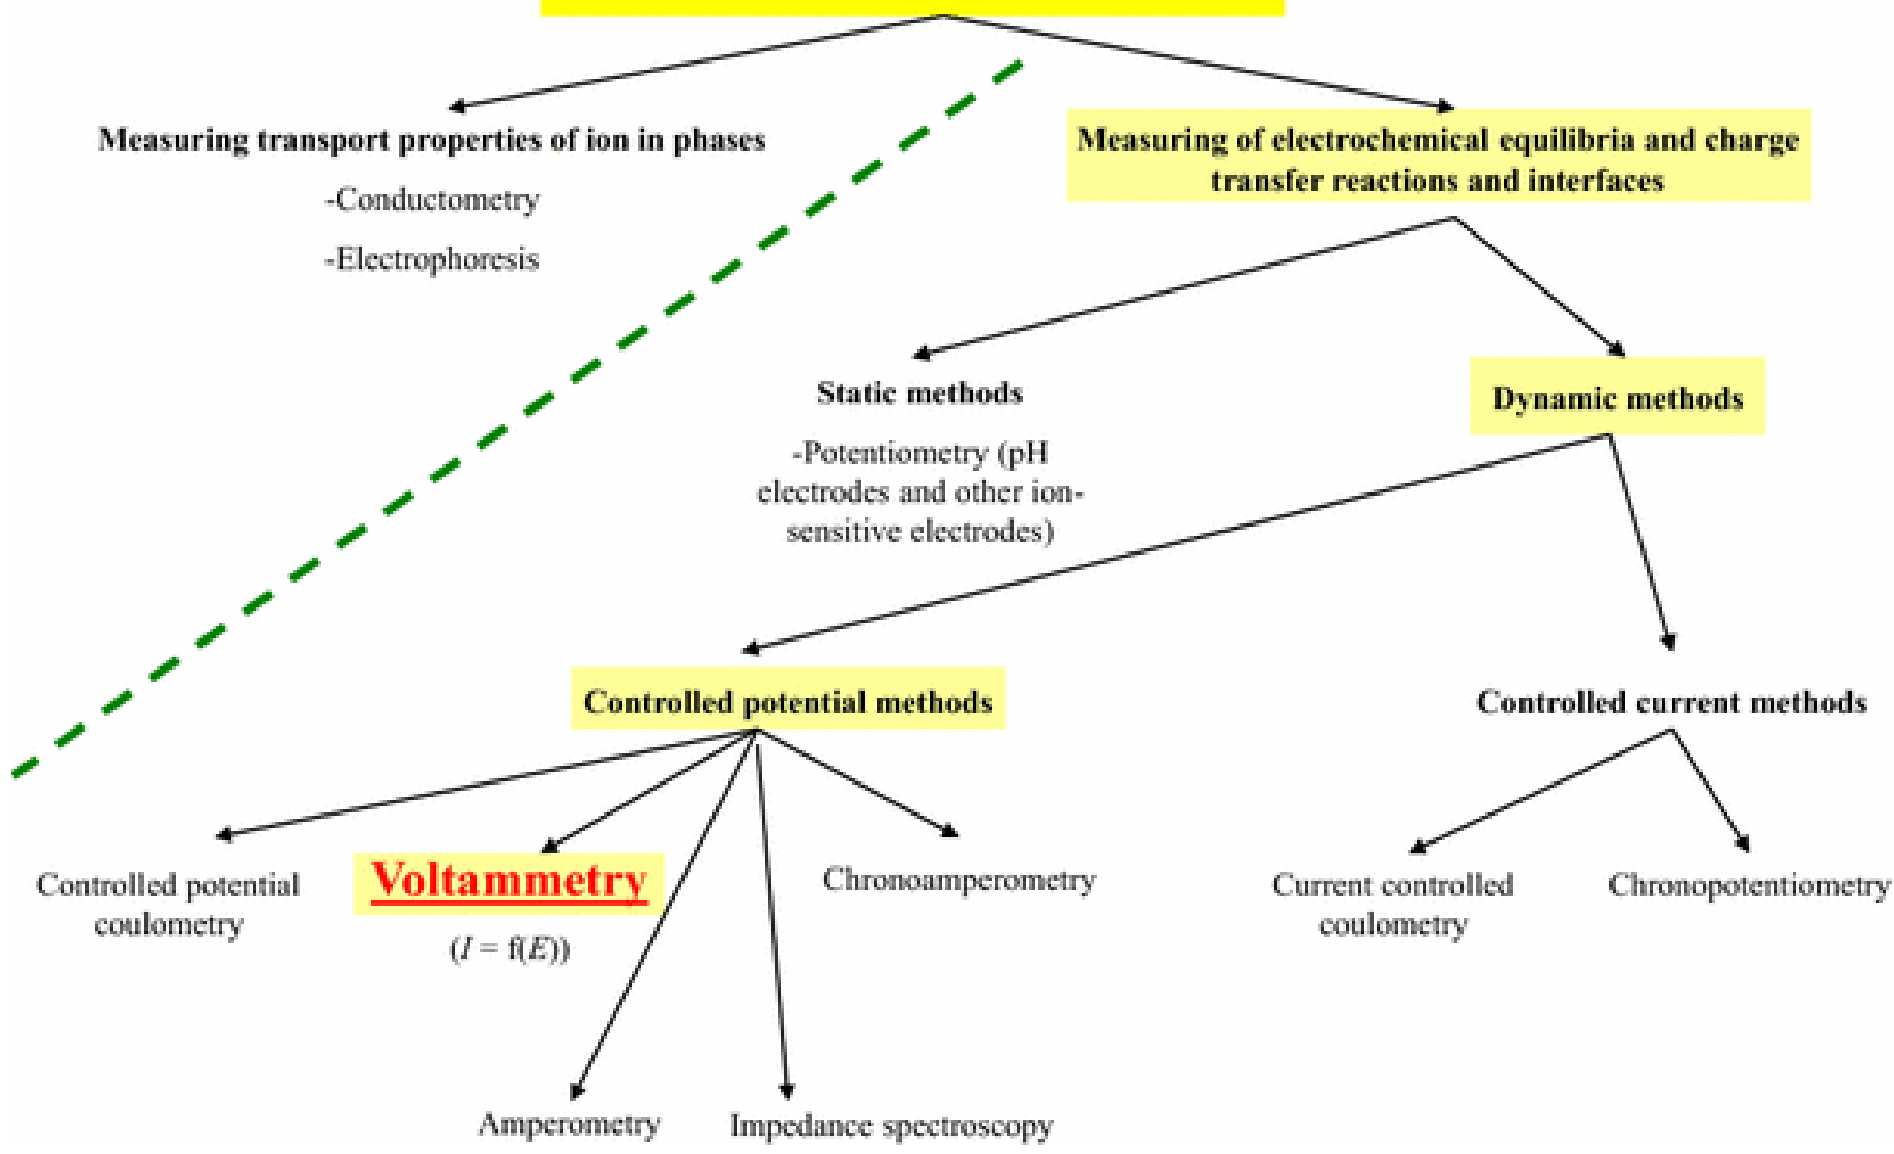 Measuring transport properties of ion in phases
-Conductometry
-Electrophoresis
Measuring of electrochemical equilibria and charge
transfer reactions and interfaces
Static methods
-Potentiometry (pH
electrodes and other ion-
sensitive electrodes)
Dynamic methods
Controlled potential methods
Controlled current methods
Controlled potential
coulometry
Voltammetry
(I = f(E))
Chronoamperometry
Current controlled
coulometry
Chronopotentiometry
Amperometry
Impedance spectroscopy